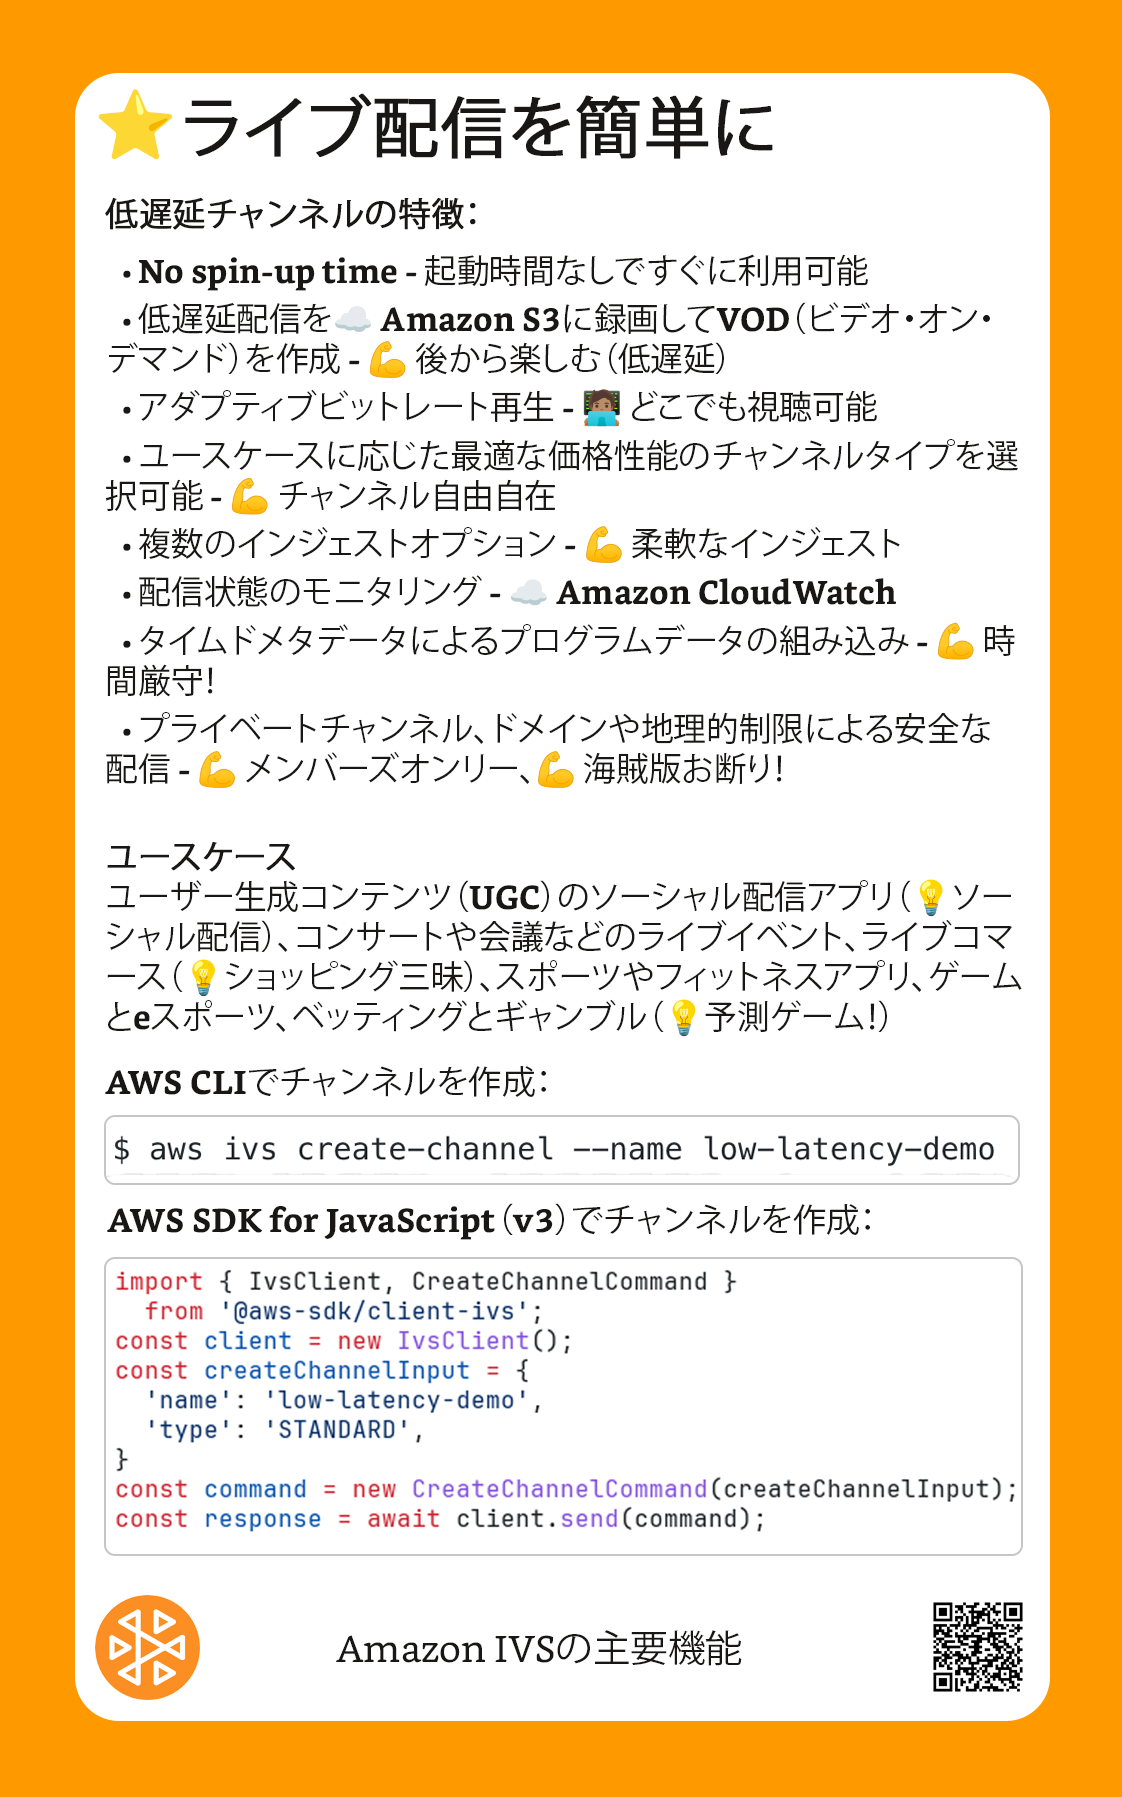 ⭐ライブ配信を簡単に
低遅延チャンネルの特徴：
• No spin-up time - 起動時間なしですぐに利用可能
• 低遅延配信を☁️ Amazon S3に録画してVOD（ビデオ・オン・
デマンド）を作成 - 💪 後から楽しむ（低遅延）
• アダプティブビットレート再生 - 🧑🏽‍💻 どこでも視聴可能
• ユースケースに応じた最適な価格性能のチャンネルタイプを選
択可能 - 💪 チャンネル自由自在
• 複数のインジェストオプション - 💪 柔軟なインジェスト
• 配信状態のモニタリング - ☁️ Amazon CloudWatch
• タイムドメタデータによるプログラムデータの組み込み - 💪 時
間厳守！
• プライベートチャンネル、ドメインや地理的制限による安全な
配信 - 💪 メンバーズオンリー、💪 海賊版お断り！
ユースケース
ユーザー生成コンテンツ（UGC）のソーシャル配信アプリ（💡ソー
シャル配信）、コンサートや会議などのライブイベント、ライブコマ
ース（💡ショッピング三昧）、スポーツやフィットネスアプリ、ゲーム
とeスポーツ、ベッティングとギャンブル（💡予測ゲーム！）
AWS CLIでチャンネルを作成：
$ aws ivs create-channel --name low-latency-demo
AWS SDK for JavaScript（v3）でチャンネルを作成：
import { IvsClient, CreateChannelCommand }
  from '@aws-sdk/client-ivs';
const client = new IvsClient();
const createChannelInput = {
  'name': 'low-latency-demo',
  'type': 'STANDARD',
}
const command = new CreateChannelCommand(createChannelInput);
const response = await client.send(command);
Amazon IVSの主要機能